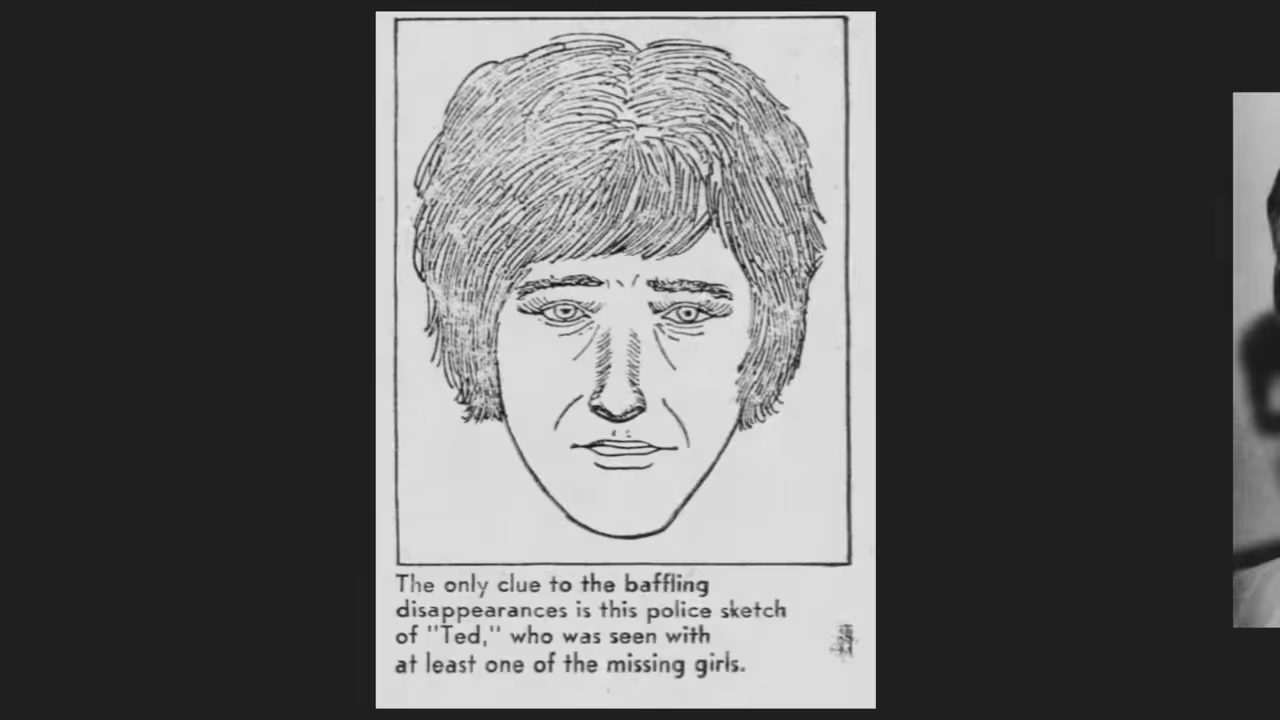 The only clue to the baffling
disappearances is this police sketch
of "Ted," who was seen with
at least one of the missing girls.